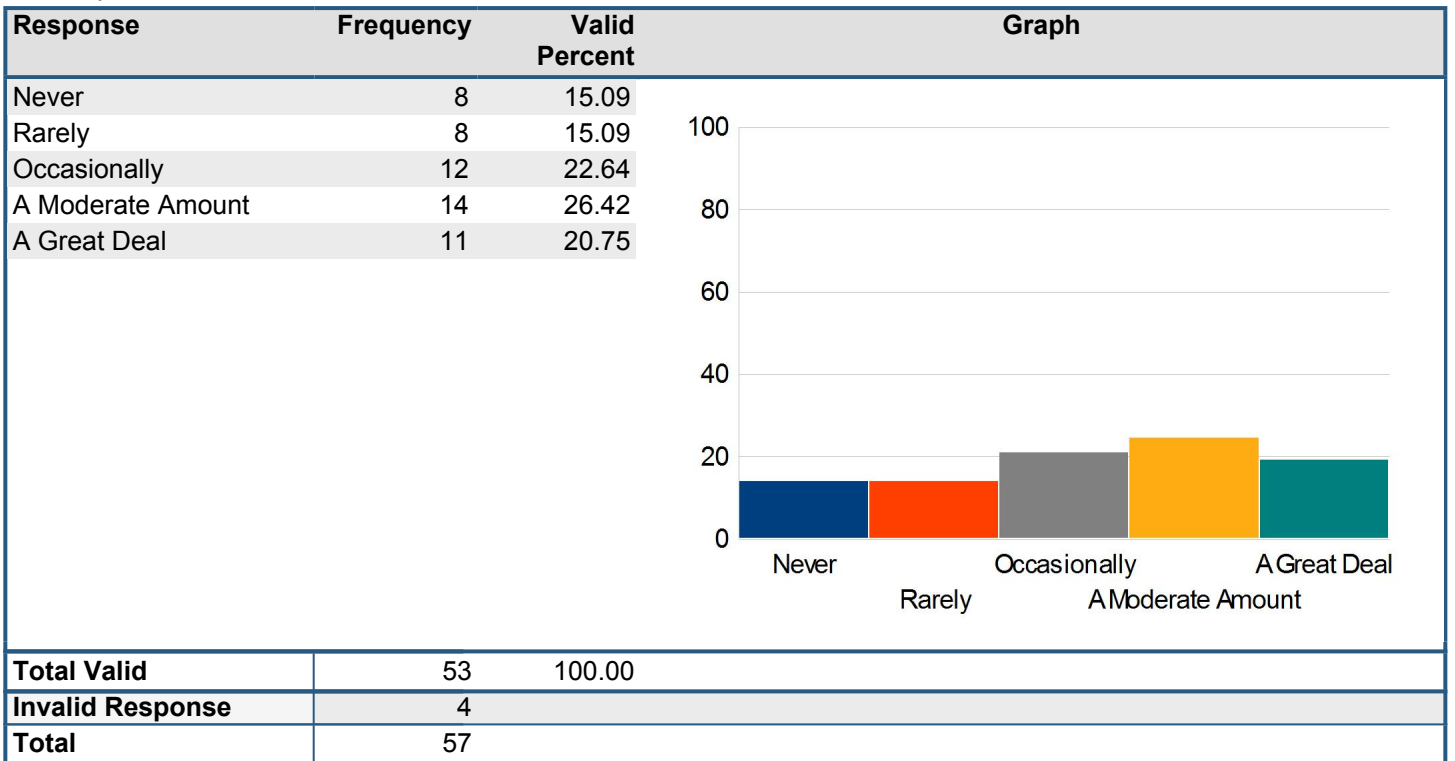 Response Frequency Valid Percent Graph
Never 8 15.09
Rarely 8 15.09
Occasionally 12 22.64
A Moderate Amount 14 26.42
A Great Deal 11 20.75
100
80
60
40
20
0
Never Occasionally A Great Deal
Rarely A Moderate Amount
Total Valid 53 100.00
Invalid Response 4
Total 57